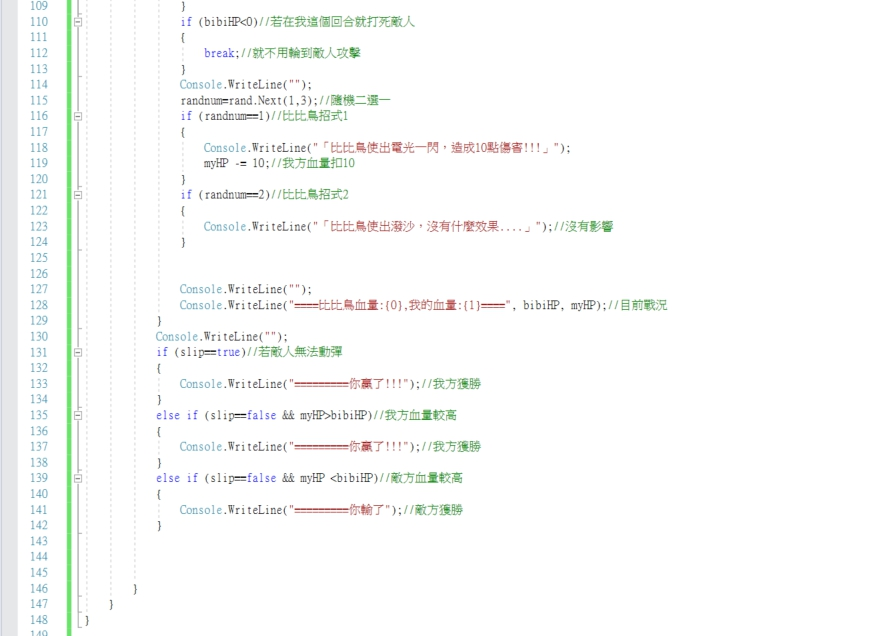 109 }
110 if (bibiHP<0)//若在我這個回合就打死敵人
111 {
112 break;//就不用輪到敵人攻擊
113 }
114 Console.WriteLine("");
115 randnum=rand.Next(1,3);//隨機二選一
116 if (randnum==1)//比比鳥招式1
117 {
118 Console.WriteLine("「比比鳥使出電光一閃，造成10點傷害!!!」");
119 myHP -= 10;//我方血量扣10
120 }
121 if (randnum==2)//比比鳥招式2
122 {
123 Console.WriteLine("「比比鳥使出潑沙，沒有什麼效果....」");//沒有影響
124 }
125
126
127 Console.WriteLine("");
128 Console.WriteLine("====比比鳥血量:{0},我的血量:{1}====", bibiHP, myHP);//目前戰況
129 }
130 Console.WriteLine("");
131 if (slip==true)//若敵人無法動彈
132 {
133 Console.WriteLine("=========你贏了!!!");//我方獲勝
134 }
135 else if (slip==false && myHP>bibiHP)//我方血量較高
136 {
137 Console.WriteLine("=========你贏了!!!");//我方獲勝
138 }
139 else if (slip==false && myHP <bibiHP)//敵方血量較高
140 {
141 Console.WriteLine("=========你輸了");//敵方獲勝
142 }
143
144
145
146 }
147 }
148 }
149